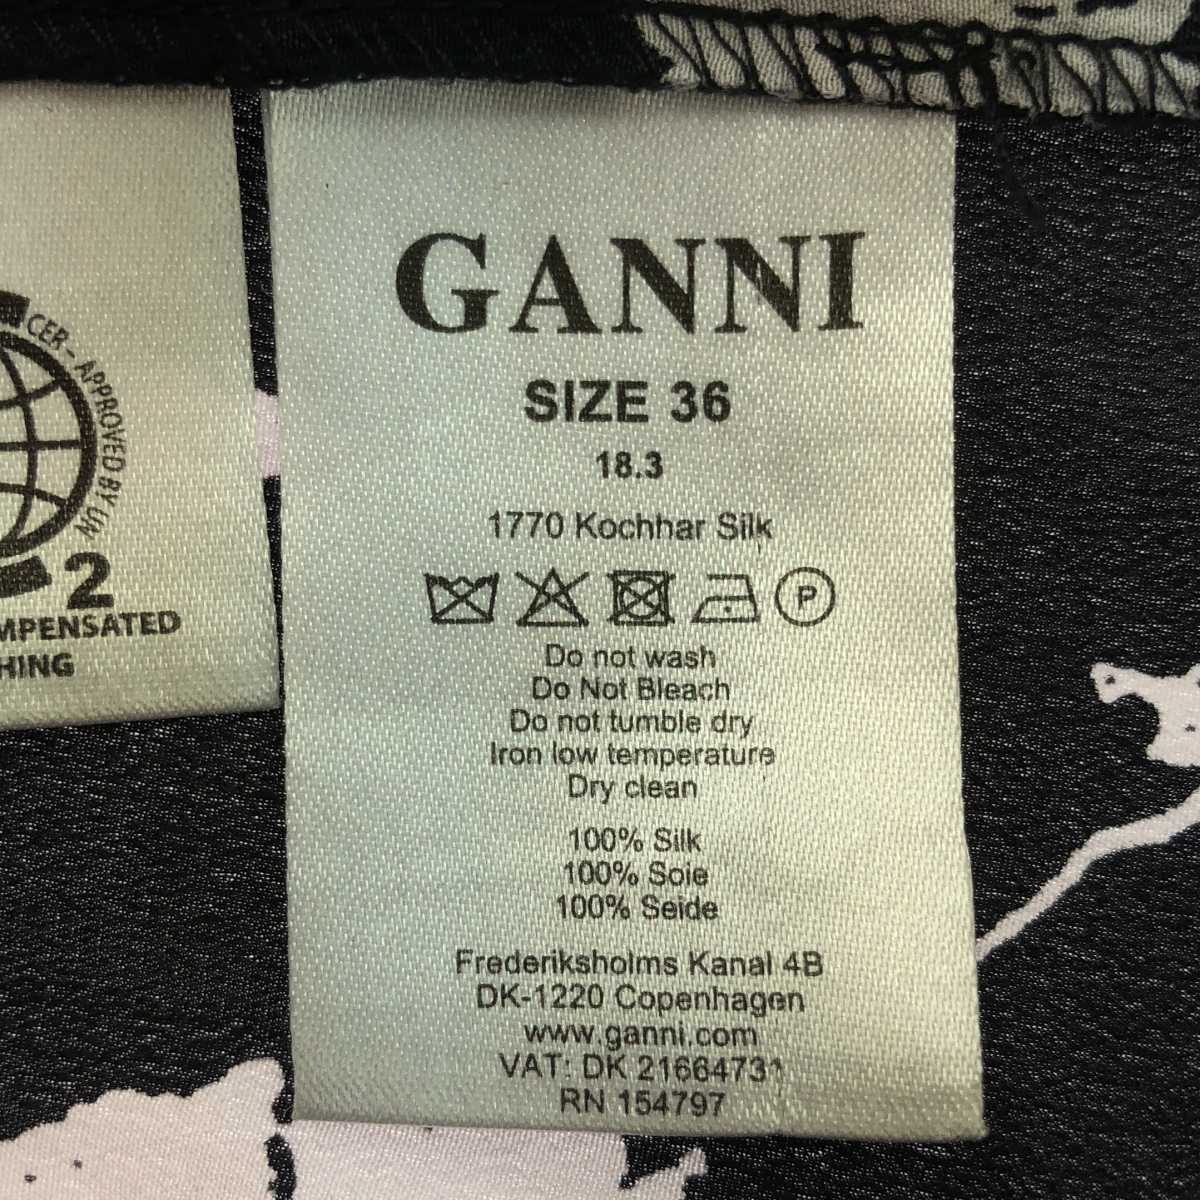 CER - APPROVED BY UN
2
MPENSATED
HING
GANNI
SIZE 36
18.3
1770 Kochhar Silk
P
Do not wash
Do Not Bleach
Do not tumble dry
Iron low temperature
Dry clean
100% Silk
100% Soie
100% Seide
Frederiksholms Kanal 4B
DK-1220 Copenhagen
www.ganni.com
VAT: DK 21664731
RN 154797